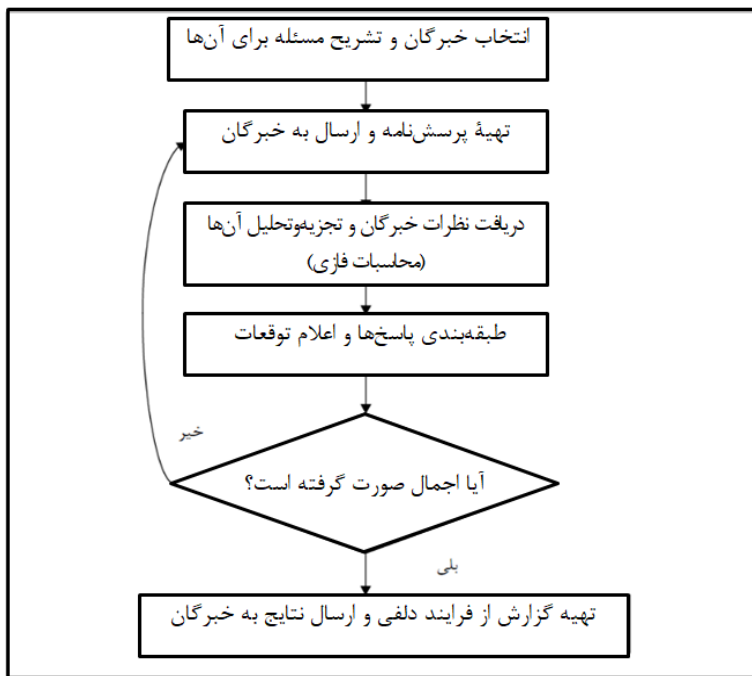 انتخاب خبرگان و تشریح مسئله برای آن‌ها
تهیۀ پرسش‌نامه و ارسال به خبرگان
دریافت نظرات خبرگان و تجزیه‌وتحلیل آن‌ها
(محاسبات فازی)
طبقه‌بندی پاسخ‌ها و اعلام توقعات
خیر
آیا اجمال صورت گرفته است؟
بلی
تهیه گزارش از فرایند دلفی و ارسال نتایج به خبرگان